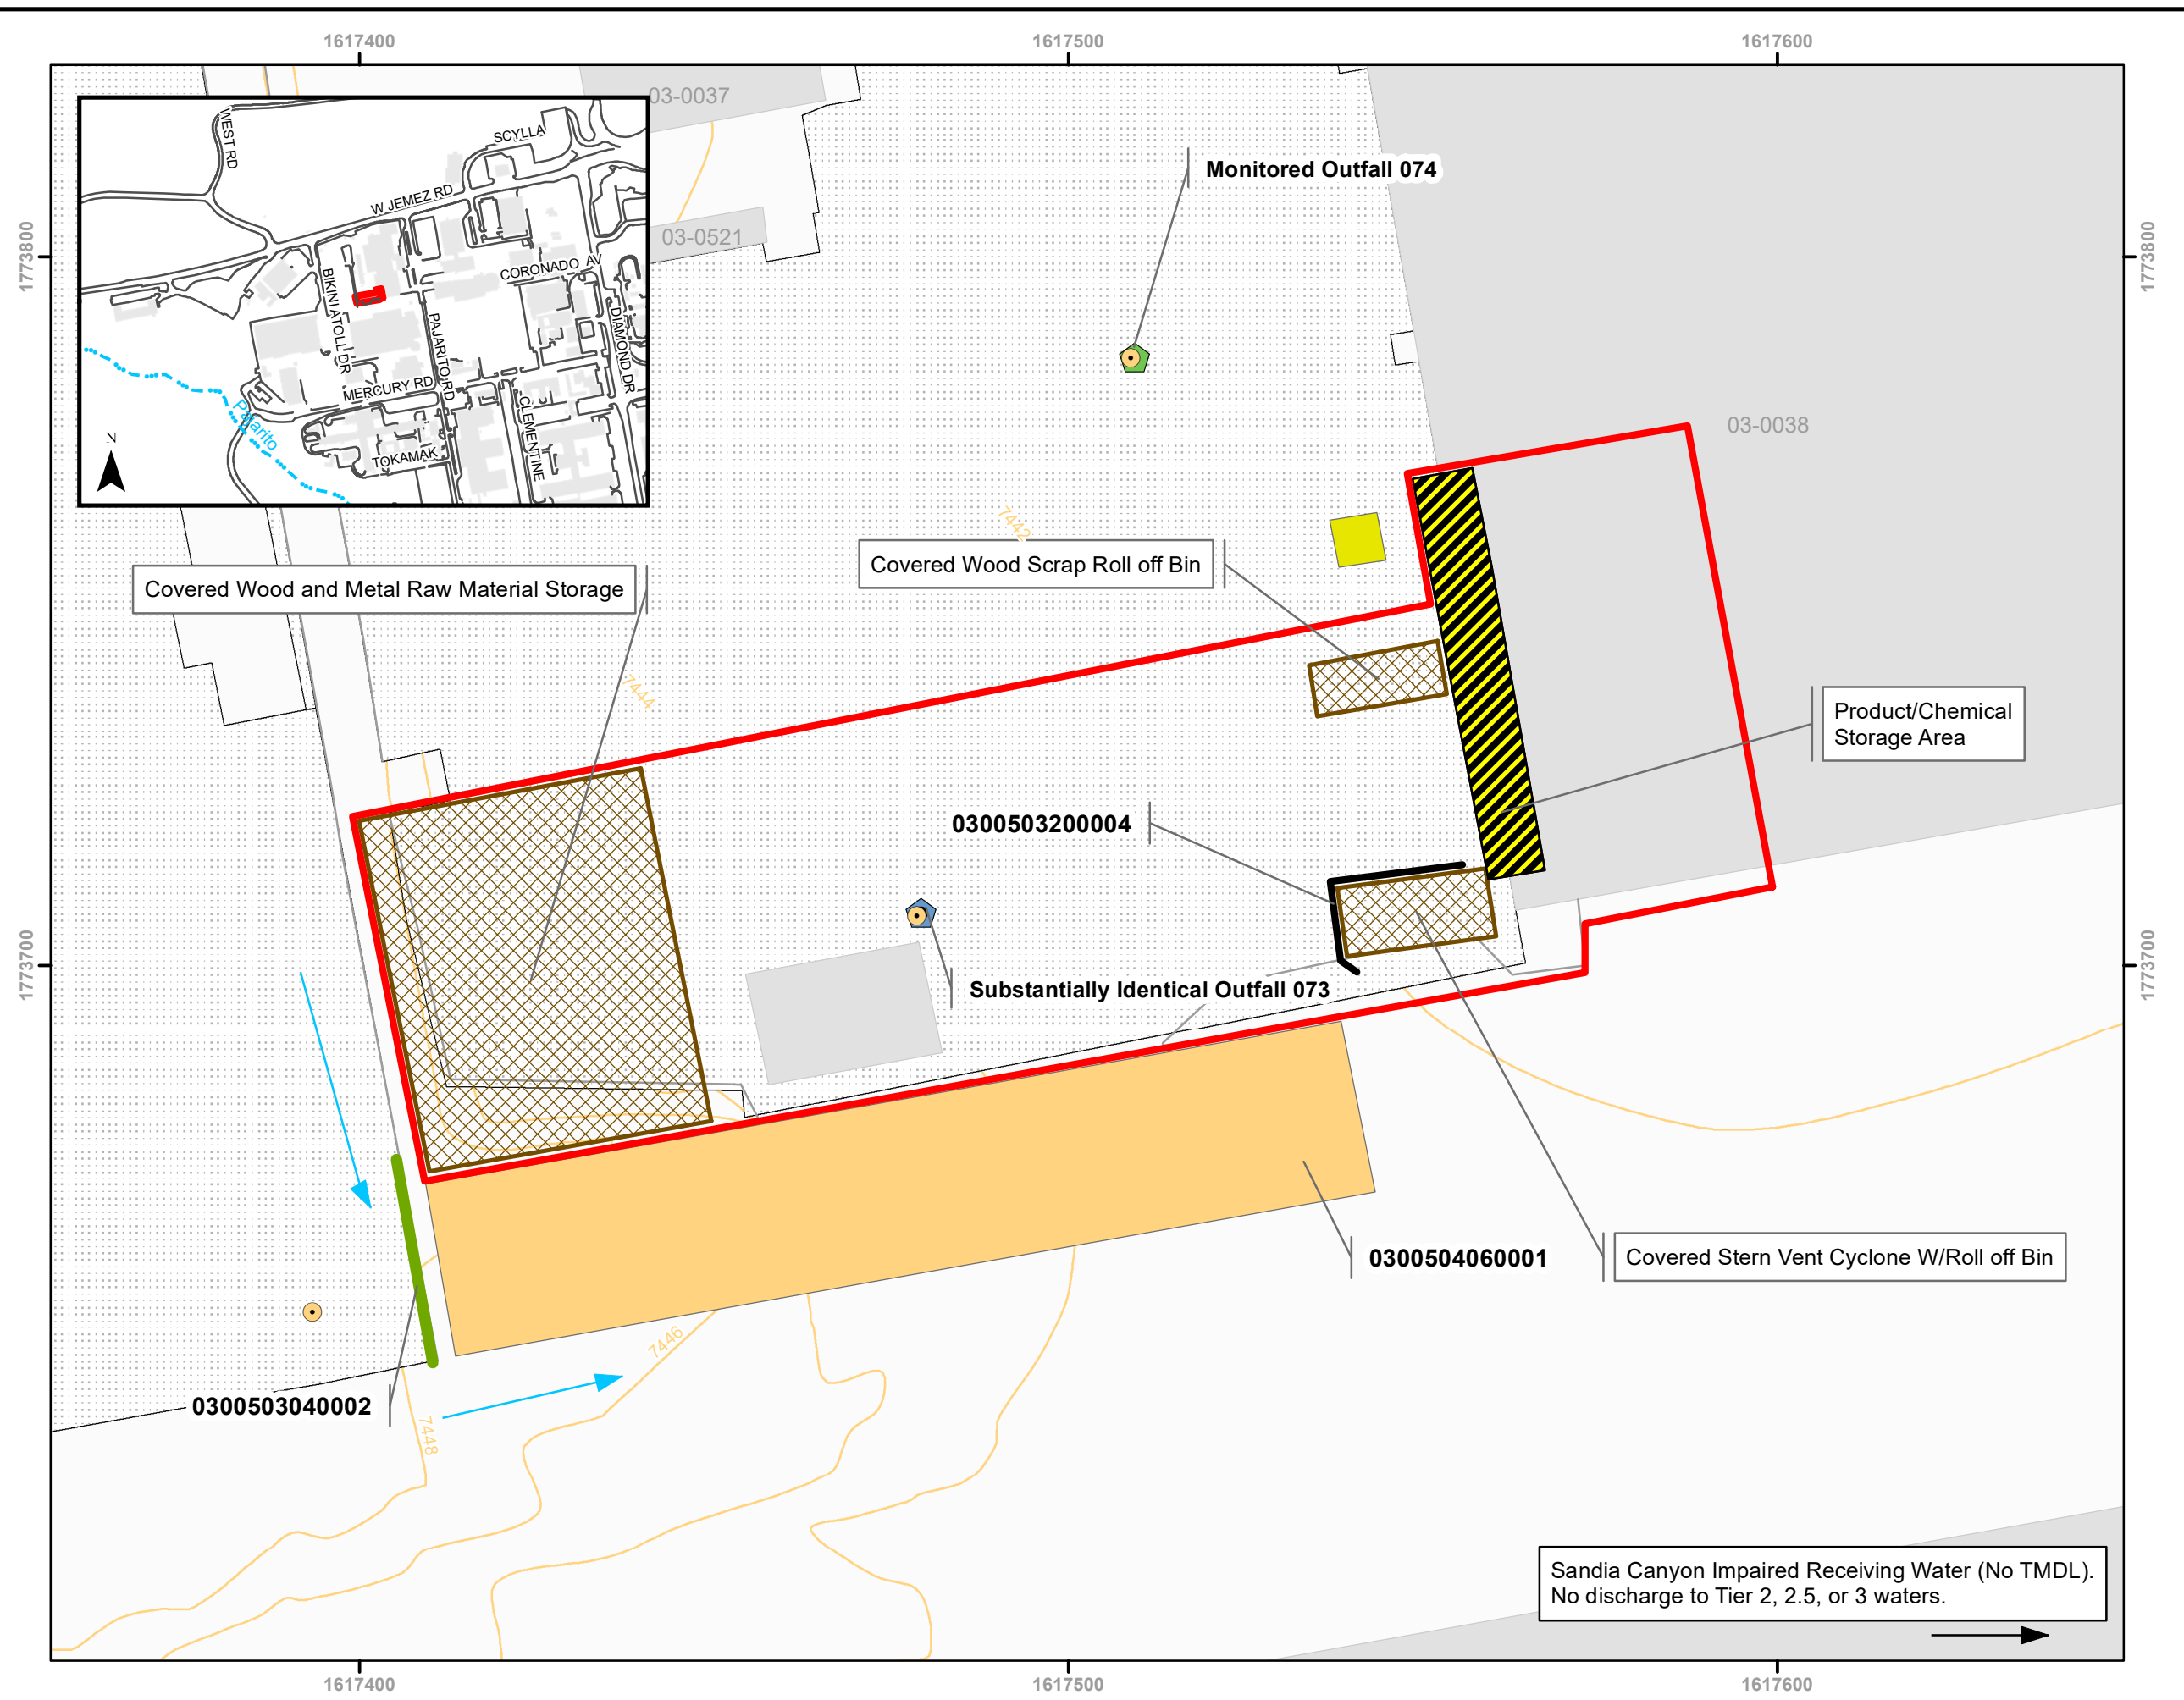 1617400
1617500
1617600
03-0037
WEST RD
SCYLLA
W JEMEZ RD
Monitored Outfall 074
03-0521
1773800
1773800
CORONADO AV
BIKINI ATOLL DR
PAJARITO RD
DIAMOND DR
MERCURY RD
CLEMENTINE
Pajarito
TOKAMAK
N
03-0038
7442
Covered Wood Scrap Roll off Bin
Covered Wood and Metal Raw Material Storage
7444
Product/Chemical
Storage Area
0300503200004
1773700
1773700
Substantially Identical Outfall 073
0300504060001
Covered Stern Vent Cyclone W/Roll off Bin
7446
0300503040002
7448
Sandia Canyon Impaired Receiving Water (No TMDL).
No discharge to Tier 2, 2.5, or 3 waters.
1617400
1617500
1617600